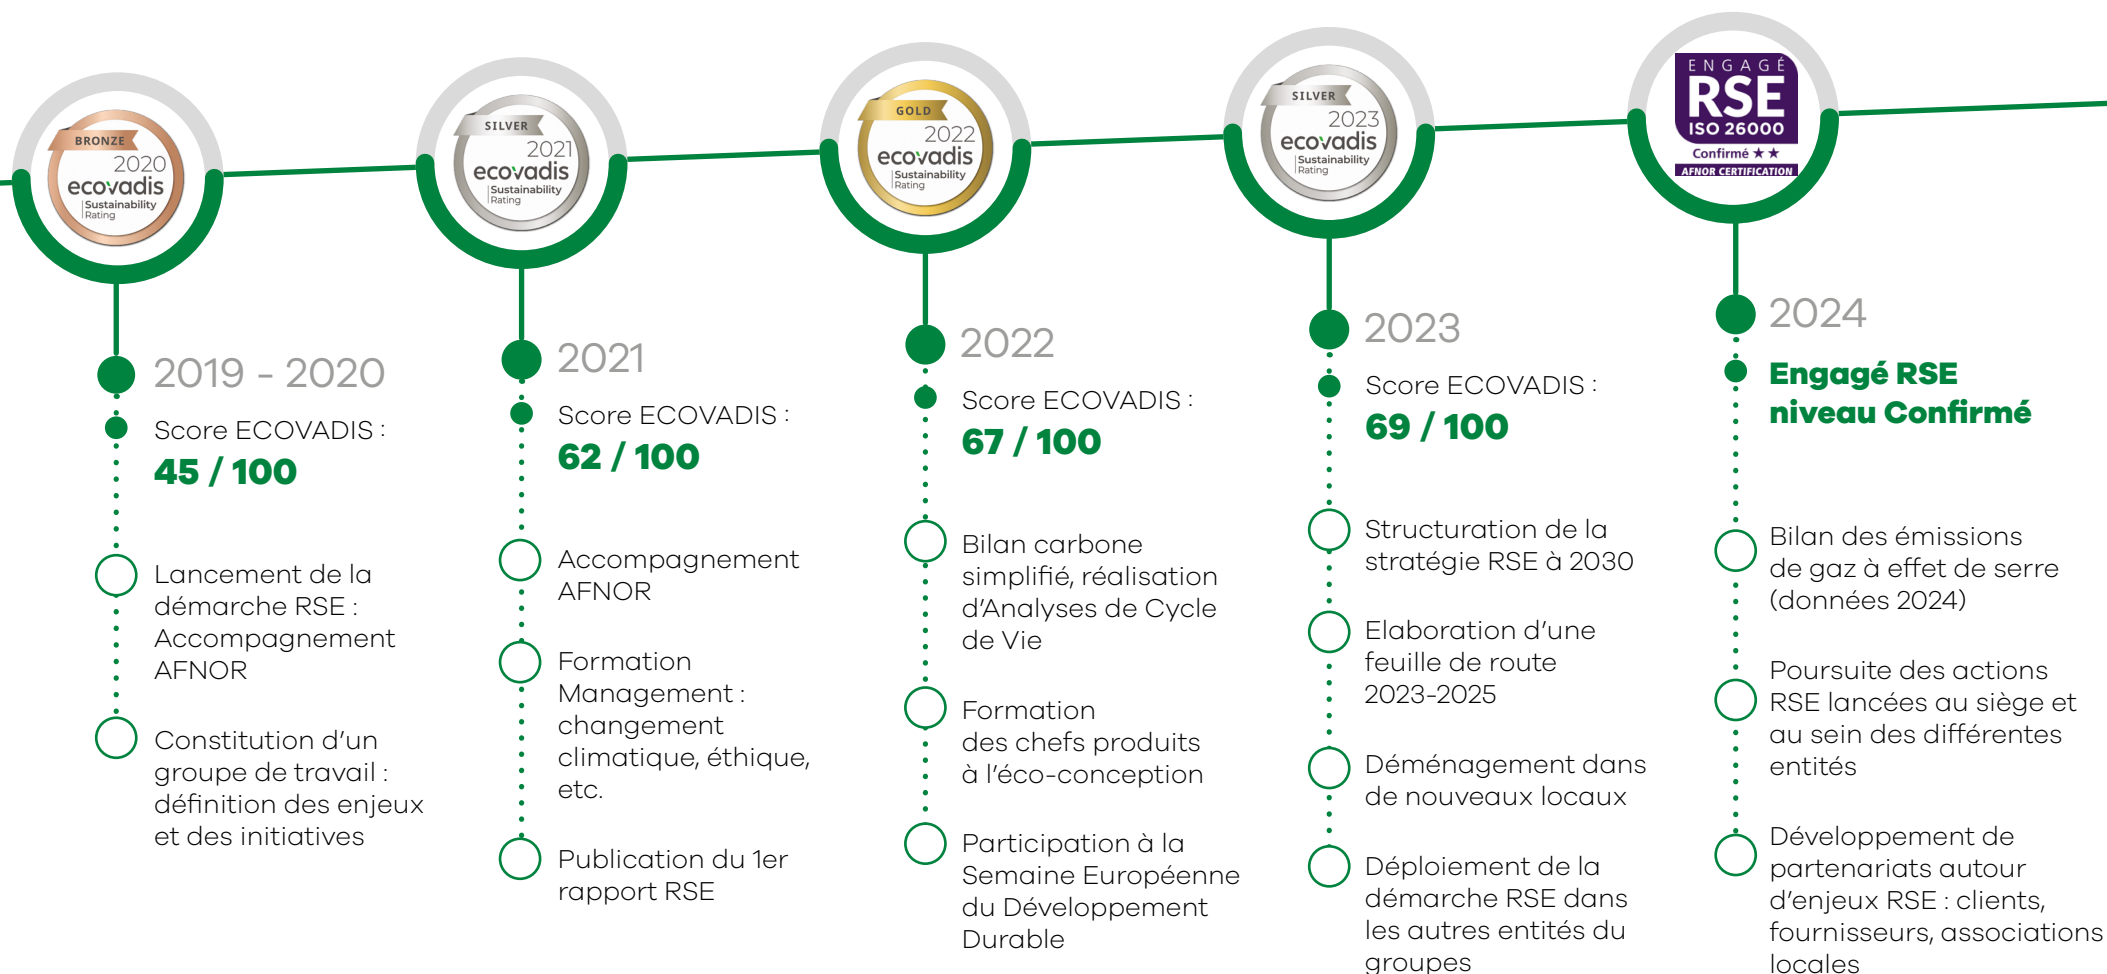 BRONZE
2020
ecovadis
Sustainability
Rating
2019 - 2020
Score ECOVADIS :
45 / 100
Lancement de la
démarche RSE :
Accompagnement
AFNOR
Constitution d’un
groupe de travail :
définition des enjeux
et des initiatives
SILVER
2021
ecovadis
Sustainability
Rating
2021
Score ECOVADIS :
62 / 100
Accompagnement
AFNOR
Formation
Management :
changement
climatique, éthique,
etc.
Publication du 1er
rapport RSE
GOLD
2022
ecovadis
Sustainability
Rating
2022
Score ECOVADIS :
67 / 100
Bilan carbone
simplifié, réalisation
d’Analyses de Cycle
de Vie
Formation
des chefs produits
à l’éco-conception
Participation à la
Semaine Européenne
du Développement
Durable
SILVER
2023
ecovadis
Sustainability
Rating
2023
Score ECOVADIS :
69 / 100
Structuration de la
stratégie RSE à 2030
Elaboration d’une
feuille de route
2023-2025
Déménagement dans
de nouveaux locaux
Déploiement de la
démarche RSE dans
les autres entités du
groupes
ENGAGÉ
RSE
ISO 26000
Confirmé ★★
AFNOR CERTIFICATION
2024
Engagé RSE
niveau Confirmé
Bilan des émissions
de gaz à effet de serre
(données 2024)
Poursuite des actions
RSE lancées au siège et
au sein des différentes
entités
Développement de
partenariats autour
d’enjeux RSE : clients,
fournisseurs, associations
locales